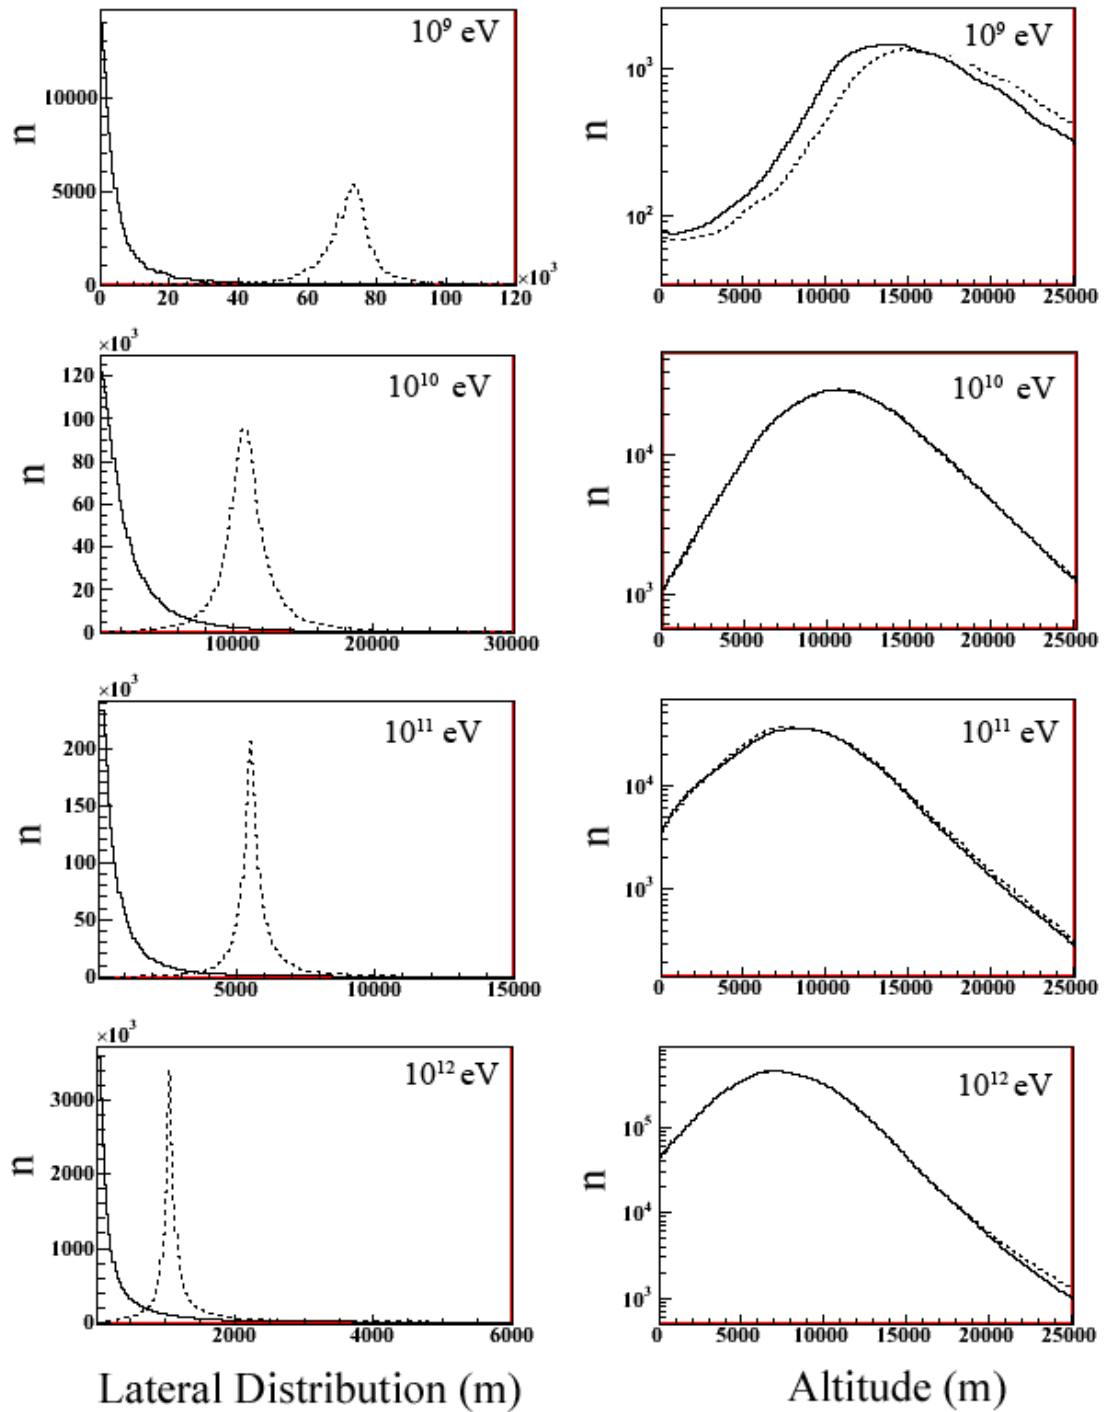 10⁹ eV
n
10000
5000
0
0 20 40 60 80 100 120 ×10³
10⁹ eV
n
10³
10²
0 5000 10000 15000 20000 25000
×10³
10¹⁰ eV
n
120
100
80
60
40
20
0
10000 20000 30000
10¹⁰ eV
n
10⁴
10³
0 5000 10000 15000 20000 25000
×10³
10¹¹ eV
n
200
150
100
50
0
5000 10000 15000
10¹¹ eV
n
10⁴
10³
0 5000 10000 15000 20000 25000
×10³
10¹² eV
n
3000
2000
1000
0
2000 4000 6000
10¹² eV
n
10⁵
10⁴
10³
0 5000 10000 15000 20000 25000
Lateral Distribution (m)
Altitude (m)